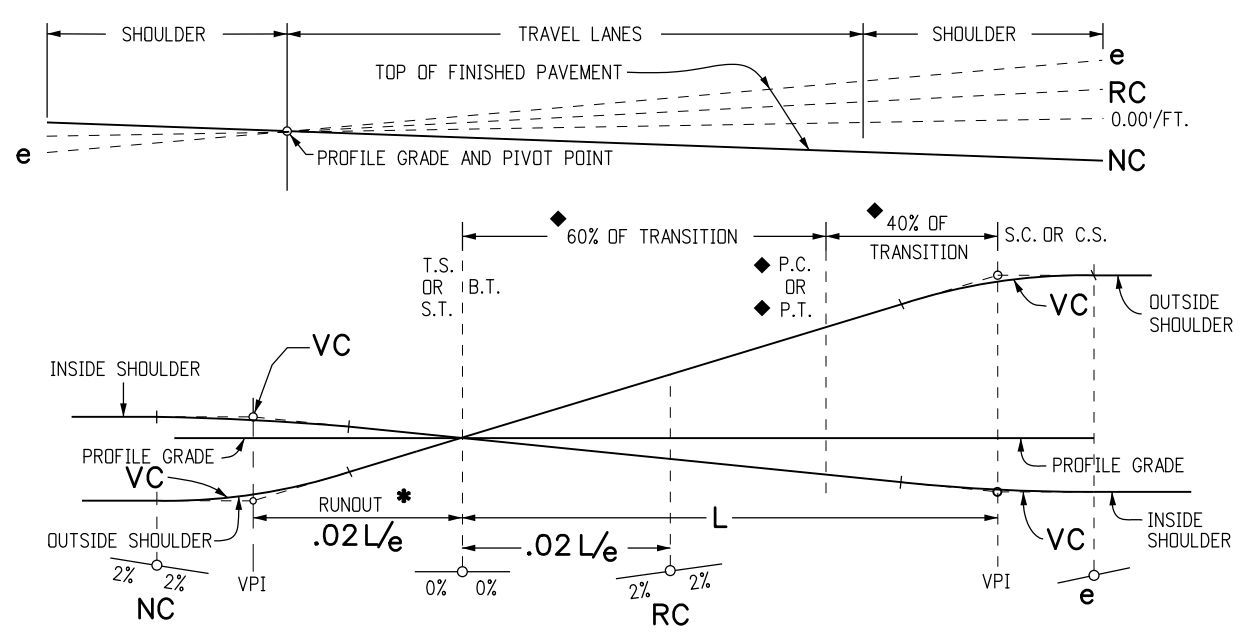 SHOULDER
TRAVEL LANES
SHOULDER
e
TOP OF FINISHED PAVEMENT
RC
0.00'/FT.
e
PROFILE GRADE AND PIVOT POINT
NC
60% OF TRANSITION
40% OF
TRANSITION
S.C. OR C.S.
T.S.
OR
S.T.
B.T.
P.C.
OR
P.T.
VC
OUTSIDE
SHOULDER
VC
INSIDE SHOULDER
PROFILE GRADE
PROFILE GRADE
VC
RUNOUT *
.02 L/e
L
OUTSIDE SHOULDER
.02 L/e
VC
INSIDE
SHOULDER
2% 2%
NC
VPI
0% 0%
2% 2%
RC
VPI
e